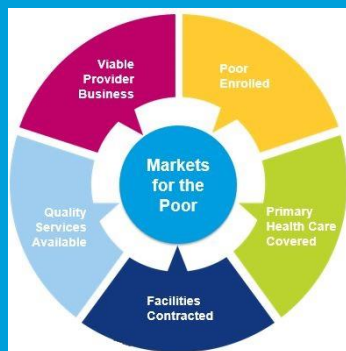 Viable
Provider
Business
Poor
Enrolled
Markets
for the
Poor
Quality
Services
Available
Primary
Health Care
Covered
Facilities
Contracted